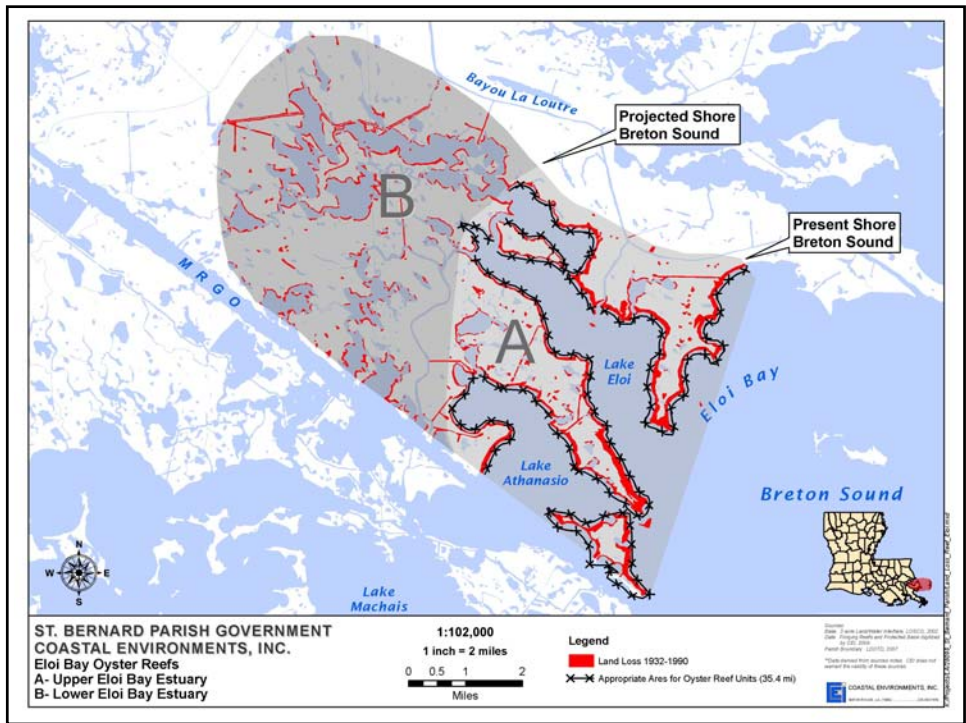 Bayou La Loutre
Projected Shore
Breton Sound
B
Present Shore
Breton Sound
MRGO
A
Lake
Eloi
Eloi Bay
Lake
Athanasio
Breton Sound
N
W
E
S
Lake
Machais
ST. BERNARD PARISH GOVERNMENT
COASTAL ENVIRONMENTS, INC.
Eloi Bay Oyster Reefs
A- Upper Eloi Bay Estuary
B- Lower Eloi Bay Estuary
1:102,000
1 inch = 2 miles
0 0.5 1 2
Miles
Legend
Land Loss 1932-1990
Appropriate Ares for Oyster Reef Units (35.4 mi)
Sources:
COASTAL ENVIRONMENTS, INC.